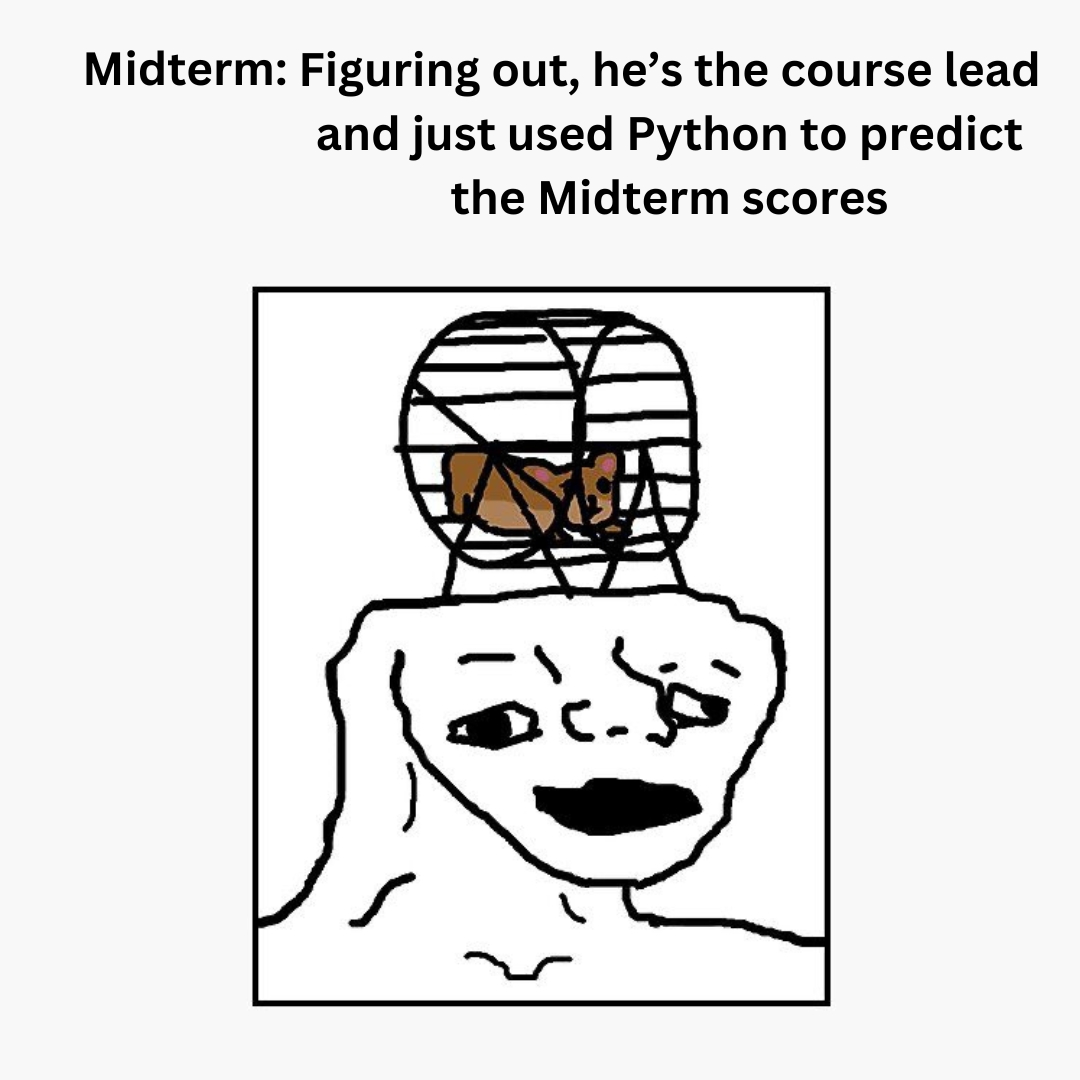 Midterm: Figuring out, he’s the course lead
and just used Python to predict
the Midterm scores